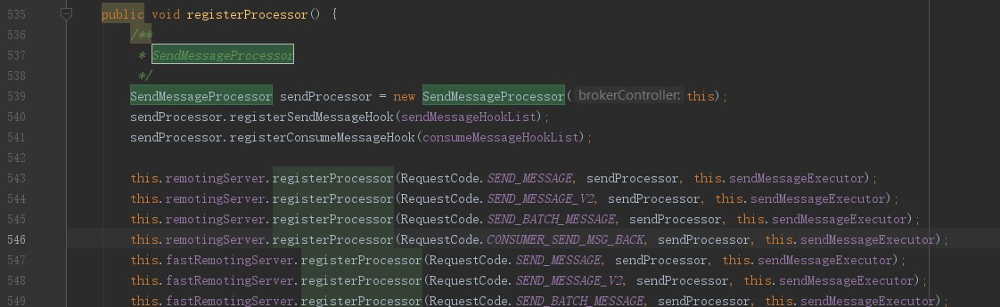 535 public void registerProcessor() {
536 /**
537 * SendMessageProcessor
538 */
539 SendMessageProcessor sendProcessor = new SendMessageProcessor( brokerController: this);
540 sendProcessor.registerSendMessageHook(sendMessageHookList);
541 sendProcessor.registerConsumeMessageHook(consumeMessageHookList);
542
543 this.remotingServer.registerProcessor(RequestCode.SEND_MESSAGE, sendProcessor, this.sendMessageExecutor);
544 this.remotingServer.registerProcessor(RequestCode.SEND_MESSAGE_V2, sendProcessor, this.sendMessageExecutor);
545 this.remotingServer.registerProcessor(RequestCode.SEND_BATCH_MESSAGE, sendProcessor, this.sendMessageExecutor);
546 this.remotingServer.registerProcessor(RequestCode.CONSUMER_SEND_MSG_BACK, sendProcessor, this.sendMessageExecutor);
547 this.fastRemotingServer.registerProcessor(RequestCode.SEND_MESSAGE, sendProcessor, this.sendMessageExecutor);
548 this.fastRemotingServer.registerProcessor(RequestCode.SEND_MESSAGE_V2, sendProcessor, this.sendMessageExecutor);
549 this.fastRemotingServer.registerProcessor(RequestCode.SEND_BATCH_MESSAGE, sendProcessor, this.sendMessageExecutor);